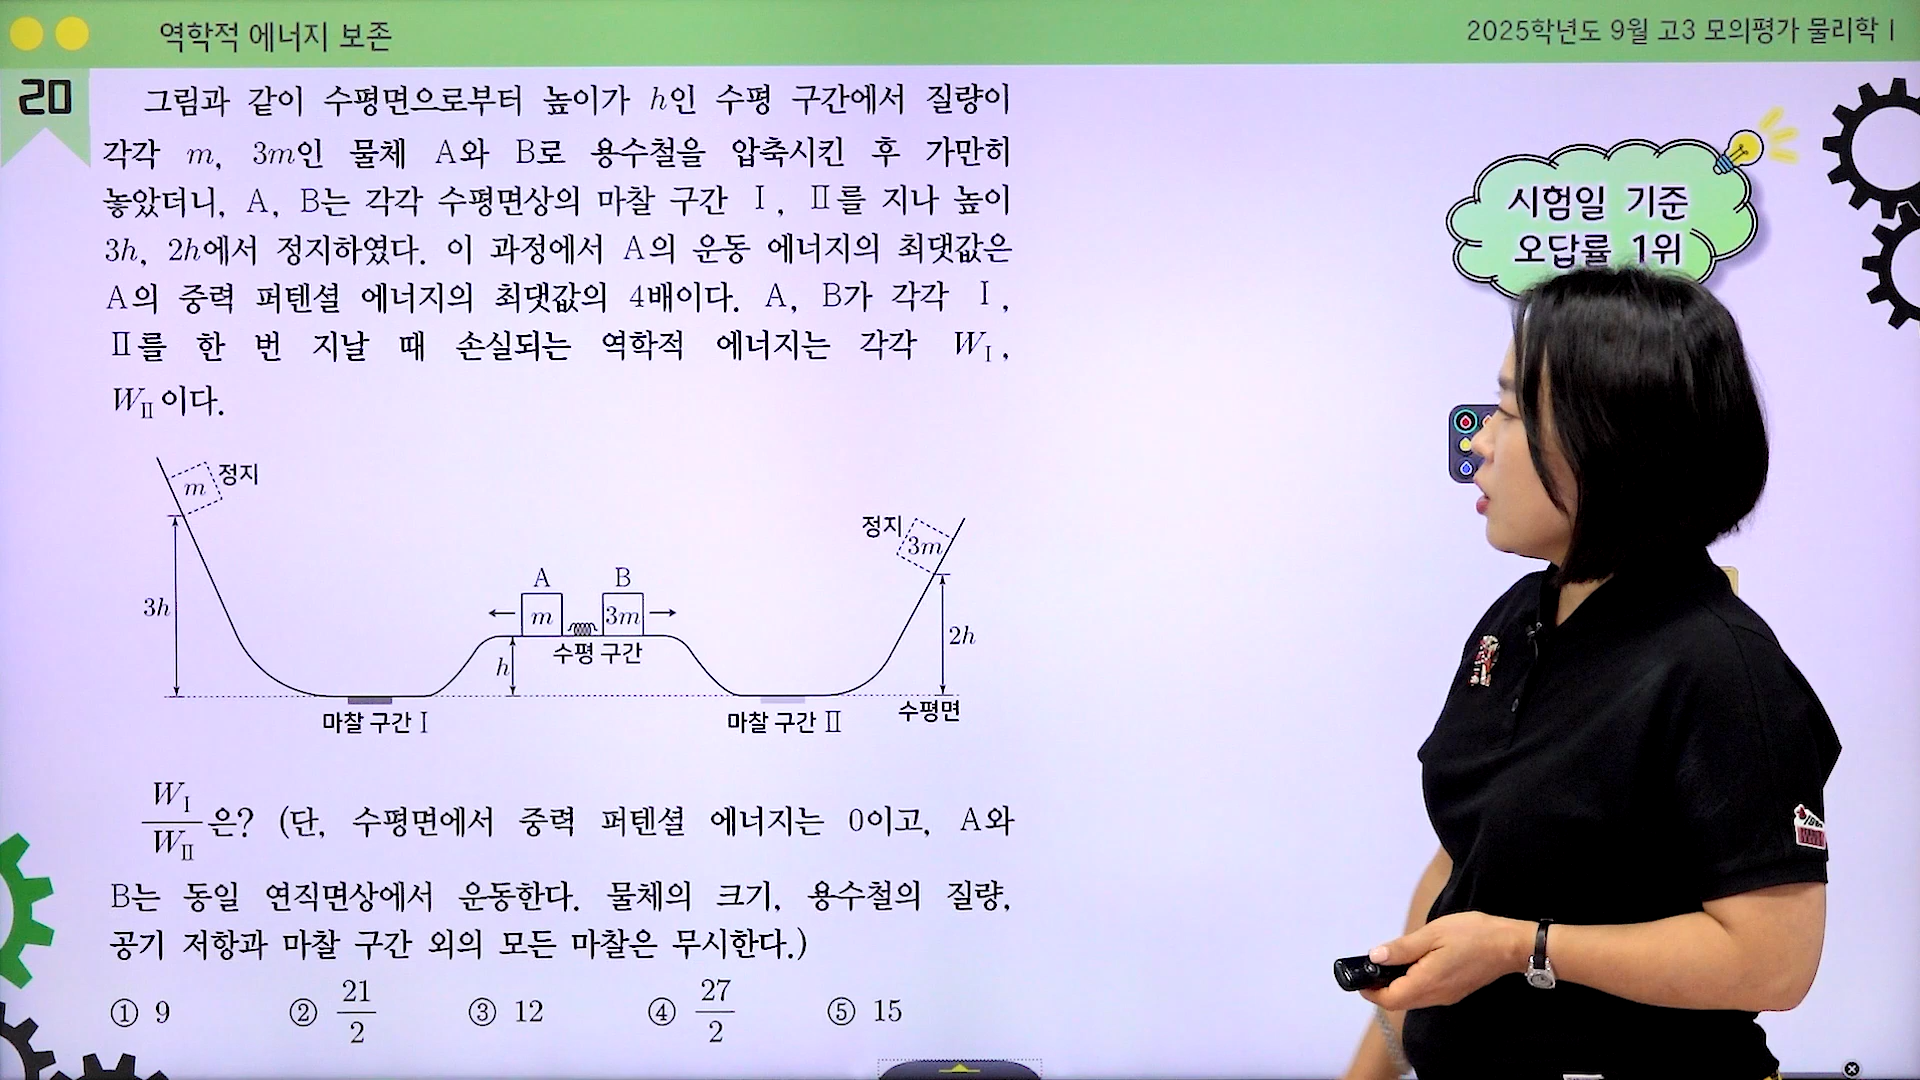 역학적 에너지 보존
2025학년도 9월 고3 모의평가 물리학 Ⅰ
20
그림과 같이 수평면으로부터 높이가 h인 수평 구간에서 질량이
각각 m, 3m인 물체 A와 B로 용수철을 압축시킨 후 가만히
놓았더니, A, B는 각각 수평면상의 마찰 구간 Ⅰ, Ⅱ를 지나 높이
3h, 2h에서 정지하였다. 이 과정에서 A의 운동 에너지의 최댓값은
A의 중력 퍼텐셜 에너지의 최댓값의 4배이다. A, B가 각각 Ⅰ,
Ⅱ를 한 번 지날 때 손실되는 역학적 에너지는 각각 W_Ⅰ,
W_Ⅱ이다.
시험일 기준
오답률 1위
m 정지
정지 3m
A B
3h m 3m 2h
h 수평 구간
마찰 구간 Ⅰ 마찰 구간 Ⅱ 수평면
W_Ⅰ/W_Ⅱ은? (단, 수평면에서 중력 퍼텐셜 에너지는 0이고, A와
B는 동일 연직면상에서 운동한다. 물체의 크기, 용수철의 질량,
공기 저항과 마찰 구간 외의 모든 마찰은 무시한다.)
① 9 ② 21/2 ③ 12 ④ 27/2 ⑤ 15